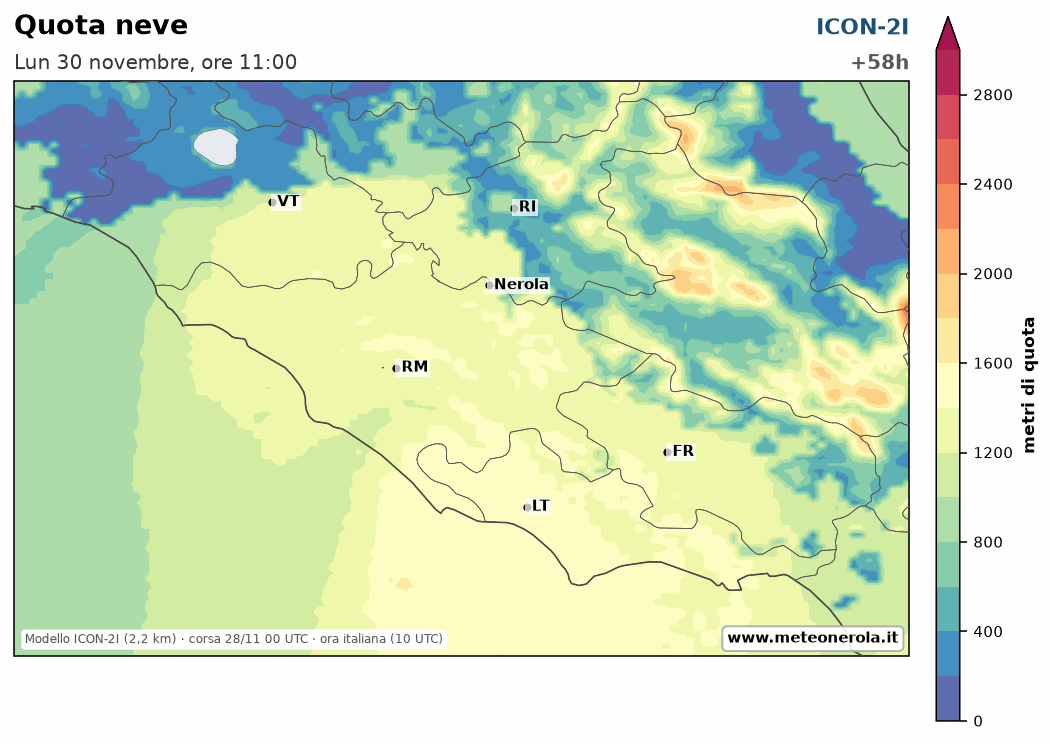 Quota neve
ICON-2I
Lun 30 novembre, ore 11:00
+58h
2800
2400
2000
1600
1200
800
400
0
metri di quota
VT
RI
Nerola
RM
FR
LT
Modello ICON-2I (2,2 km) · corsa 28/11 00 UTC · ora italiana (10 UTC)
www.meteonerola.it